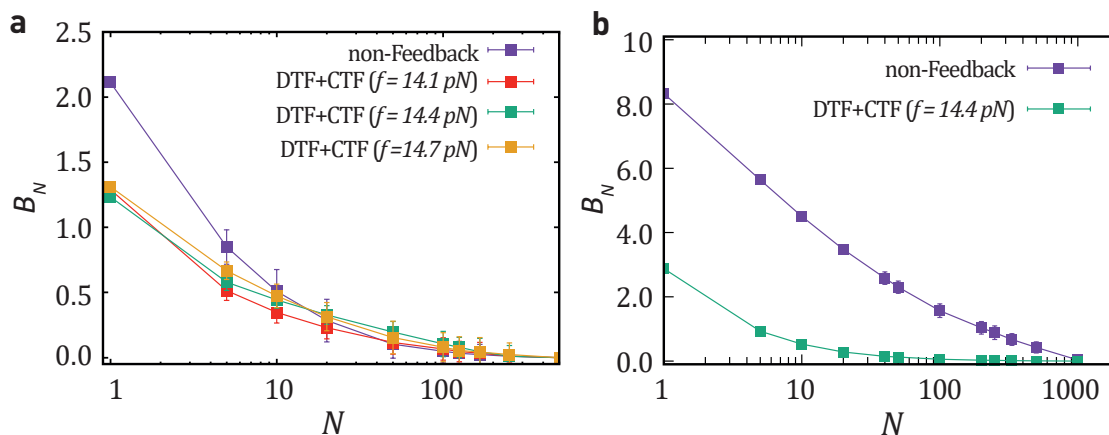 a
2.5
2.0
1.5
1.0
0.5
0.0
B_N
non-Feedback
DTF+CTF (f = 14.1 pN)
DTF+CTF (f = 14.4 pN)
DTF+CTF (f =14.7 pN)
1 10 100
N
b
10
8.0
6.0
4.0
2.0
0.0
B_N
non-Feedback
DTF+CTF (f = 14.4 pN)
1 10 100 1000
N